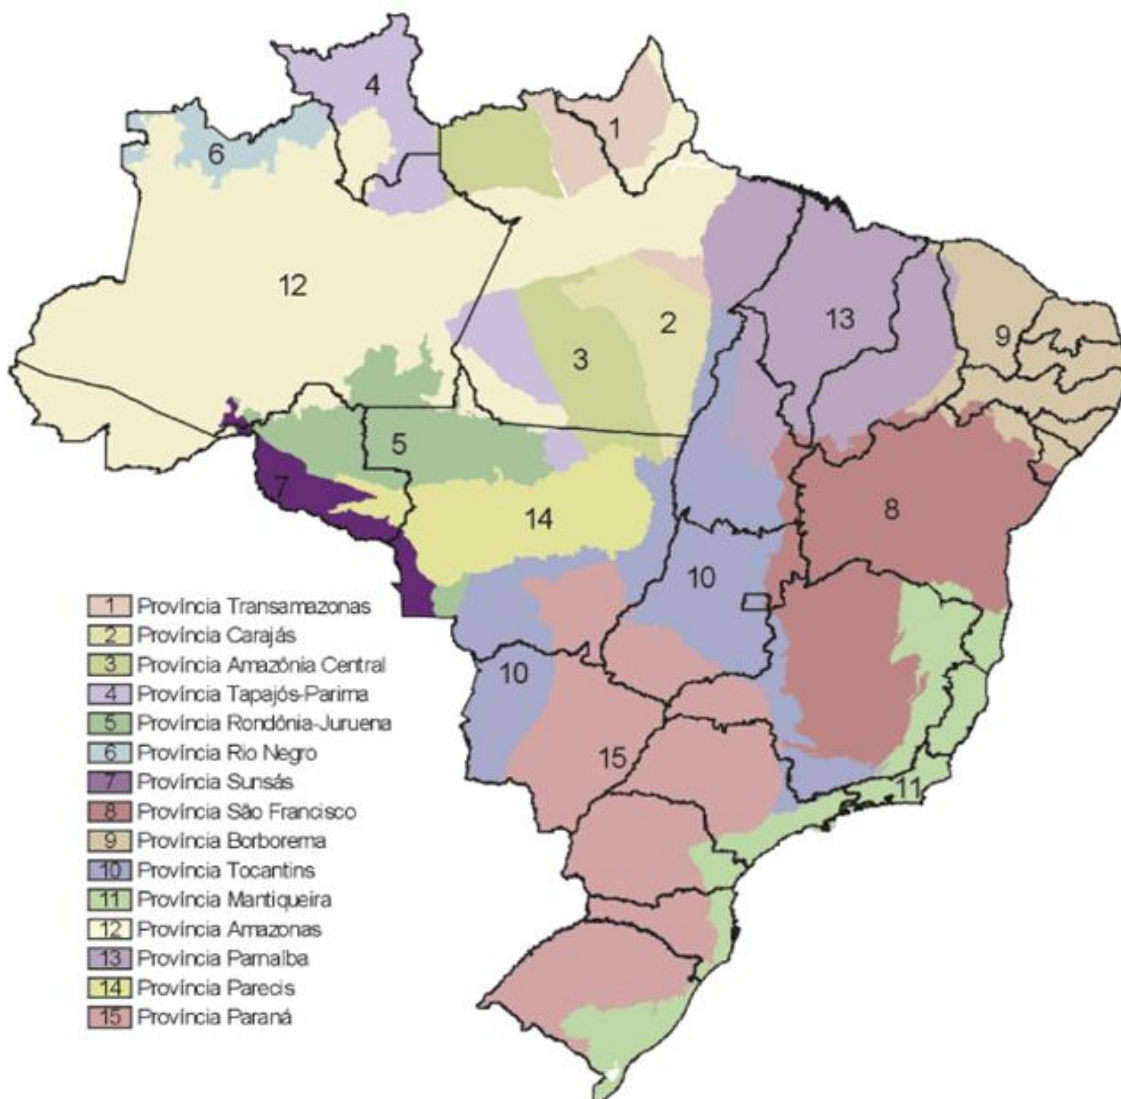 4
1
6
12
2
3
13
9
5
7
14
8
10
10
15
11
1 Província Transamazonas
2 Província Carajás
3 Província Amazônia Central
4 Província Tapajós-Parima
5 Província Rondônia-Juruena
6 Província Rio Negro
7 Província Sunsás
8 Província São Francisco
9 Província Borborema
10 Província Tocantins
11 Província Mantiqueira
12 Província Amazonas
13 Província Parnaíba
14 Província Parecis
15 Província Paraná